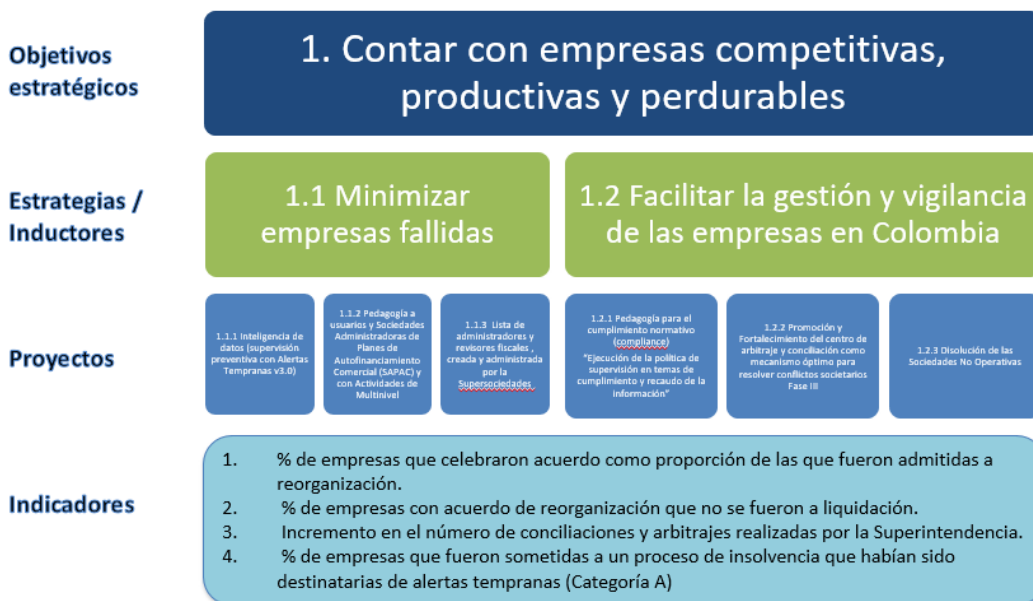 Objetivos
estratégicos
1. Contar con empresas competitivas,
productivas y perdurables
Estrategias /
Inductores
1.1 Minimizar
empresas fallidas
1.2 Facilitar la gestión y vigilancia
de las empresas en Colombia
Proyectos
1.1.1 Inteligencia de
datos (supervisión
preventiva con Alertas
Tempranas v3.0)
1.1.2 Pedagogía a
usuarios y Sociedades
Administradoras de
Planes de
Autofinanciamiento
Comercial (SAPAC) y
con Actividades de
Multinivel
1.1.3 Lista de
administradores y
revisores fiscales ,
creada y administrada
por la
Supersociedades
1.2.1 Pedagogía para el
cumplimiento normativo
(compliance)
"Ejecución de la política de
supervisión en temas de
cumplimiento y recaudo de la
información"
1.2.2 Promoción y
Fortalecimiento del centro de
arbitraje y conciliación como
mecanismo óptimo para
resolver conflictos societarios
Fase III
1.2.3 Disolución de las
Sociedades No Operativas
Indicadores
1. % de empresas que celebraron acuerdo como proporción de las que fueron admitidas a
reorganización.
2. % de empresas con acuerdo de reorganización que no se fueron a liquidación.
3. Incremento en el número de conciliaciones y arbitrajes realizadas por la Superintendencia.
4. % de empresas que fueron sometidas a un proceso de insolvencia que habían sido
destinatarias de alertas tempranas (Categoría A)